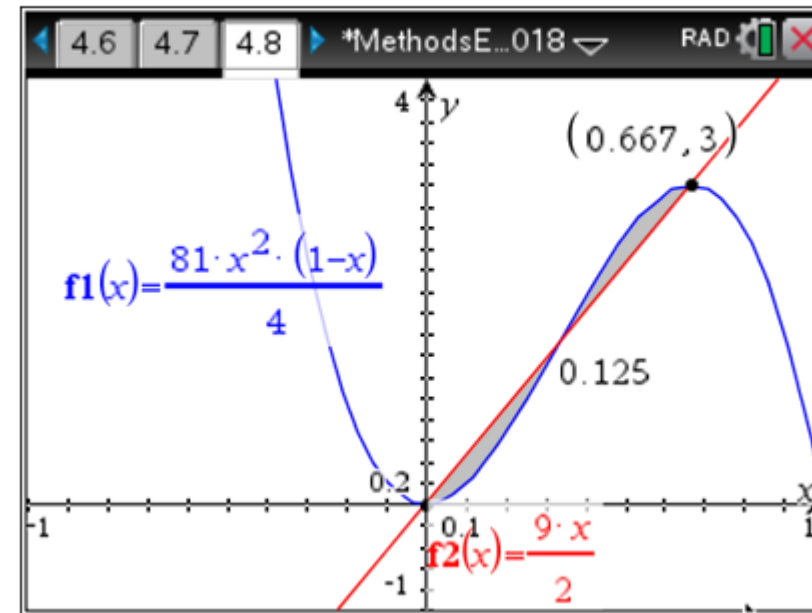 4.6 4.7 4.8 *MethodsE...018 RAD
4 y
(0.667,3)
f1(x)=81·x²·(1−x)/4
0.125
0.2
x
-1 0.1 1
f2(x)=9·x/2
-1